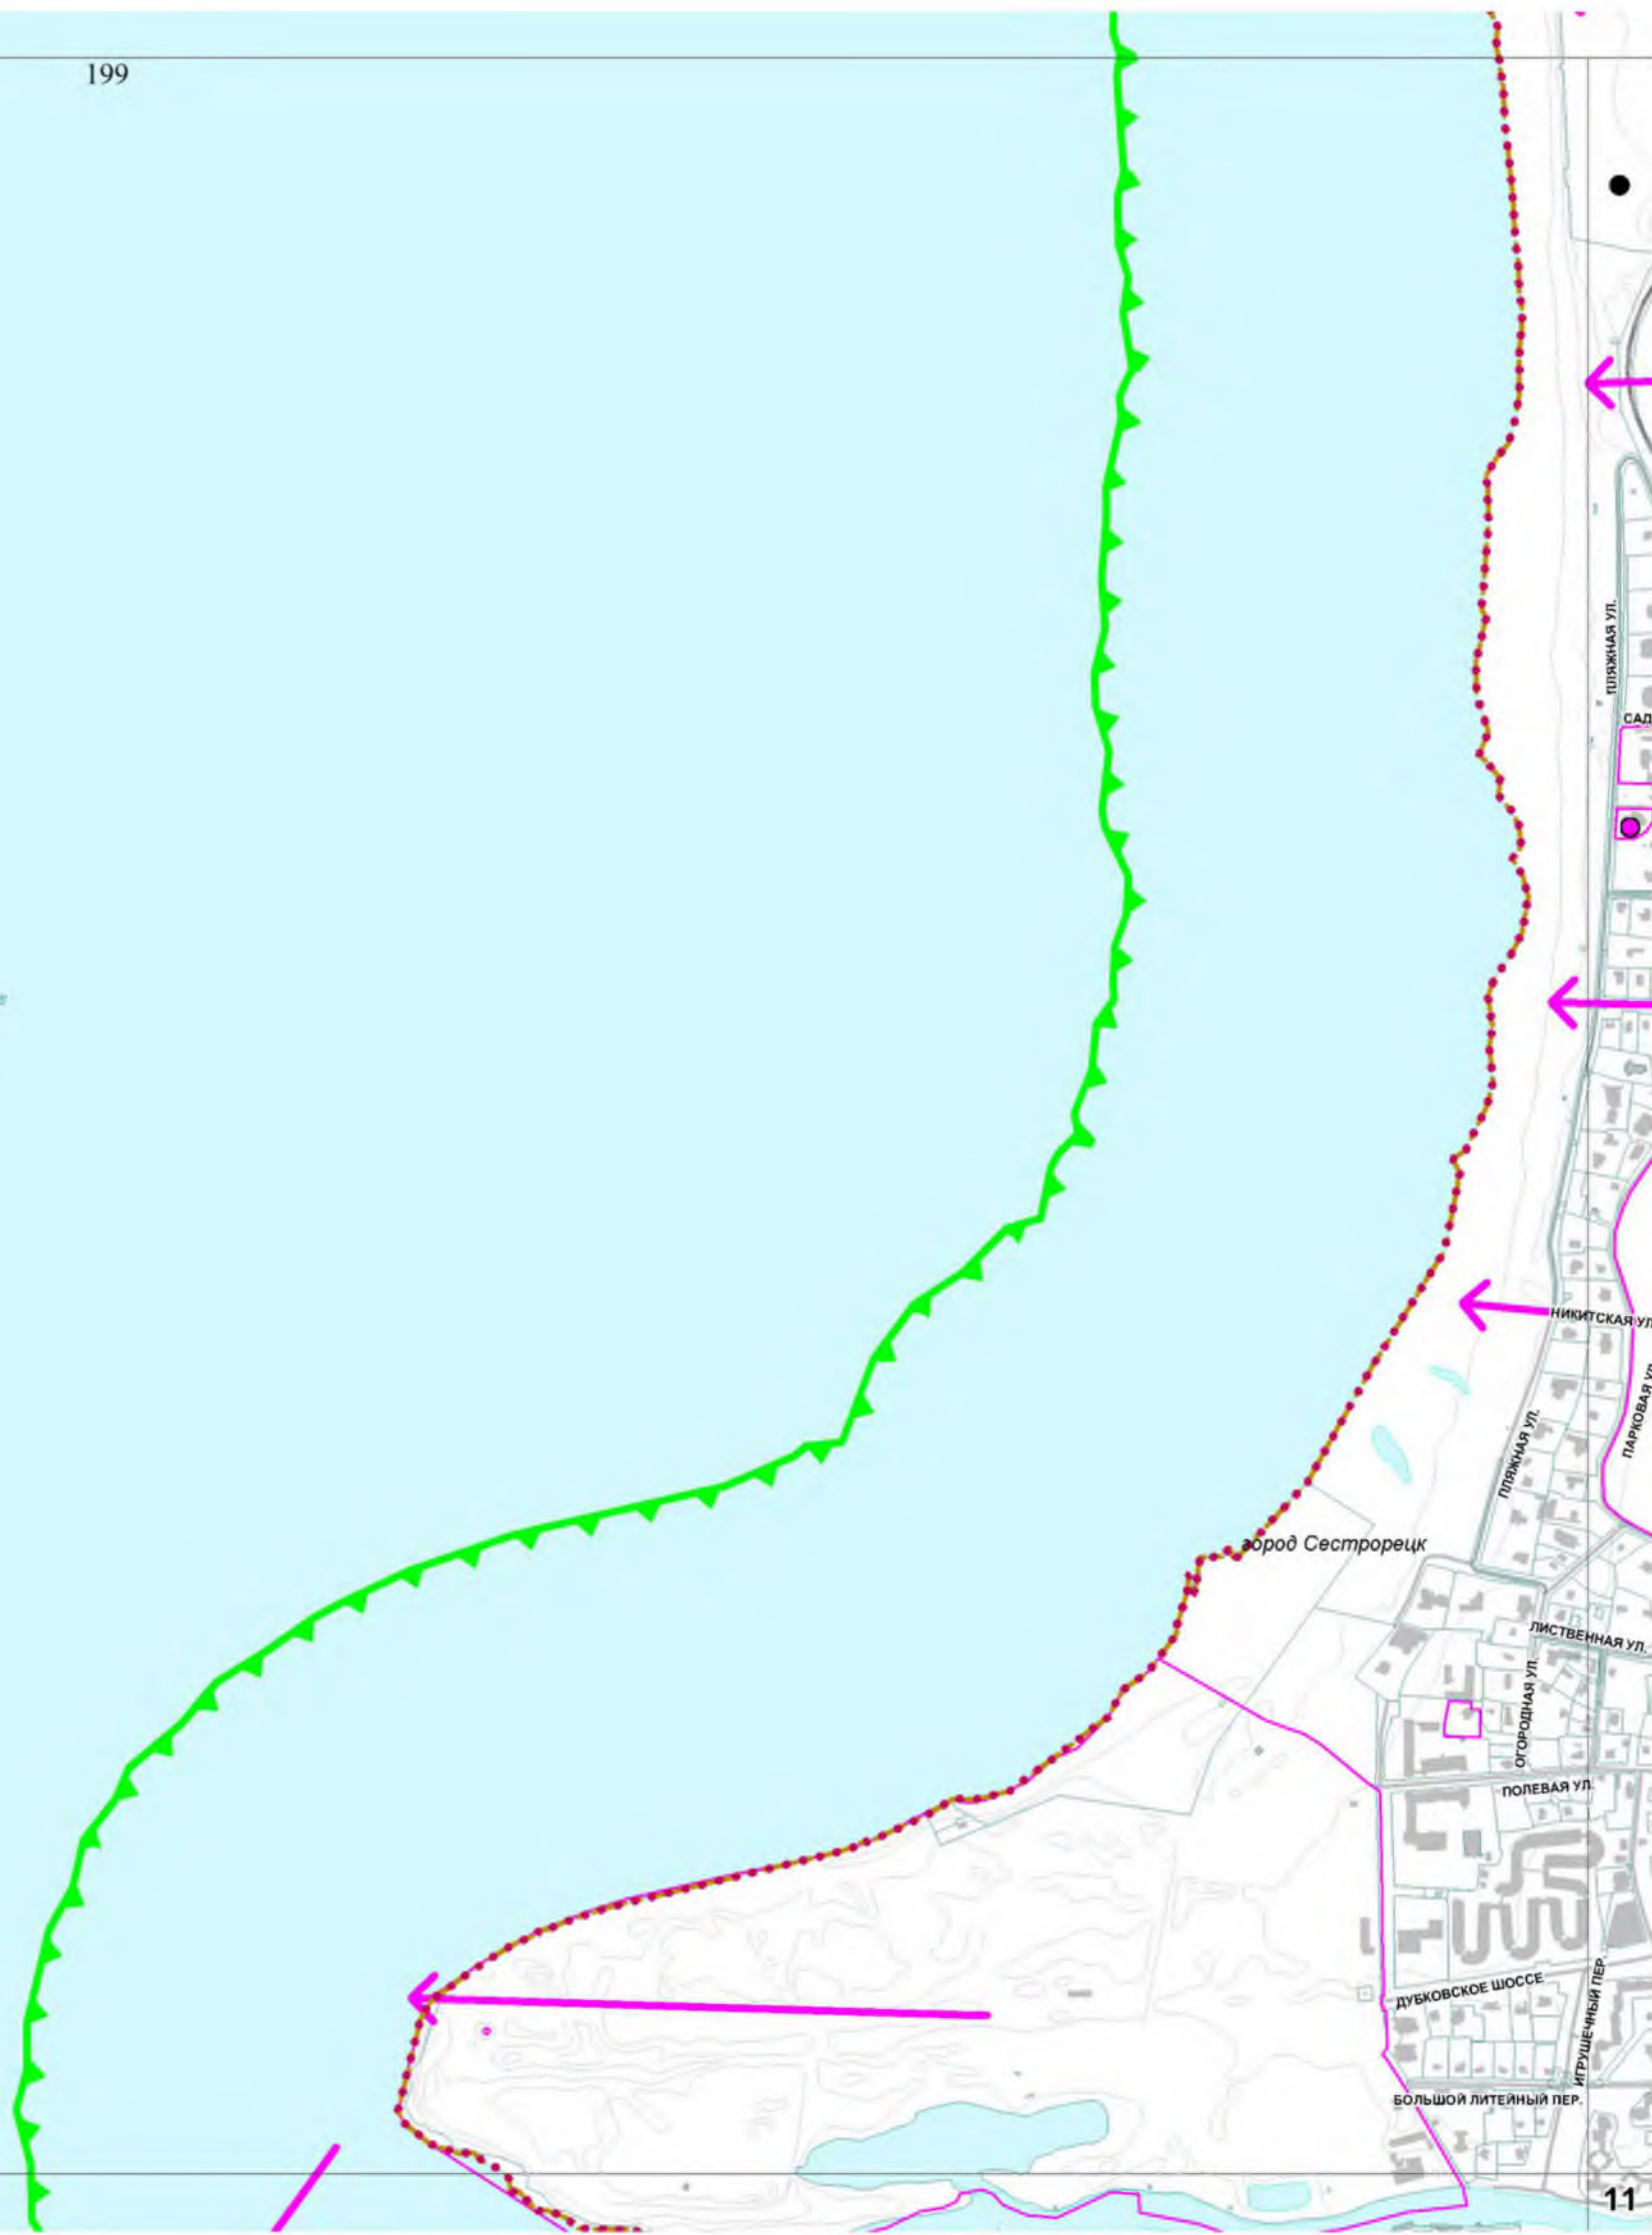 199
ПЛЯЖНАЯ УЛ.
САД
НИКИТСКАЯ УЛ
ПАРКОВАЯ УЛ
ПЛЯЖНАЯ УЛ.
город Сестрорецк
ЛИСТВЕННАЯ УЛ.
ОГОРОДНАЯ УЛ.
ПОЛЕВАЯ УЛ.
ДУБКОВСКОЕ ШОССЕ
ИГРУШЕЧНЫЙ ПЕР.
БОЛЬШОЙ ЛИТЕЙНЫЙ ПЕР.
11